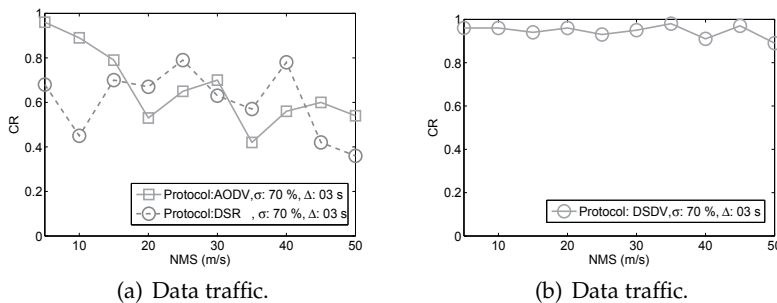 1
0.8
0.6
0.4
0.2
0
CR
10 20 30 40 50
NMS (m/s)
Protocol:AODV,σ: 70 %, Δ: 03 s
Protocol:DSR , σ: 70 %, Δ: 03 s
(a) Data traffic.
1
0.8
0.6
0.4
0.2
0
CR
10 20 30 40 50
NMS (m/s)
Protocol: DSDV,σ: 70 %, Δ: 03 s
(b) Data traffic.